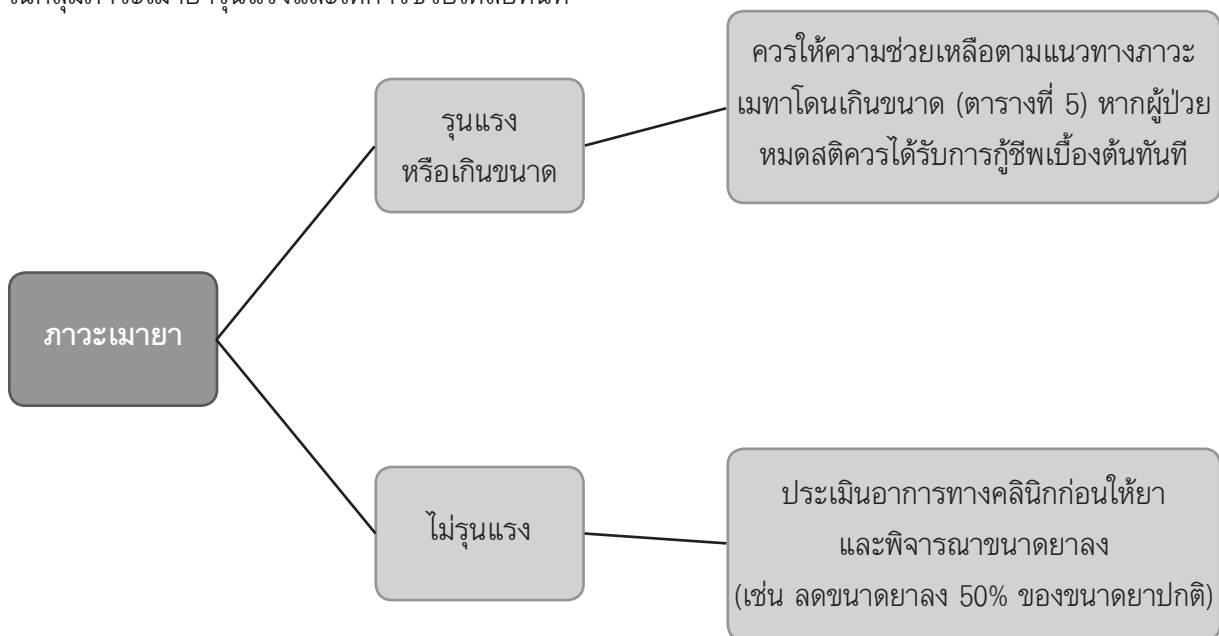 รุนแรง
หรือเกินขนาด
ควรให้ความช่วยเหลือตามแนวทางภาวะ
เมทาโดนเกินขนาด (ตารางที่ 5) หากผู้ป่วย
หมดสติควรได้รับการกู้ชีพเบื้องต้นทันที
ภาวะเมายา
ไม่รุนแรง
ประเมินอาการทางคลินิกก่อนให้ยา
และพิจารณาขนาดยาลง
(เช่น ลดขนาดยาลง 50% ของขนาดยาปกติ)